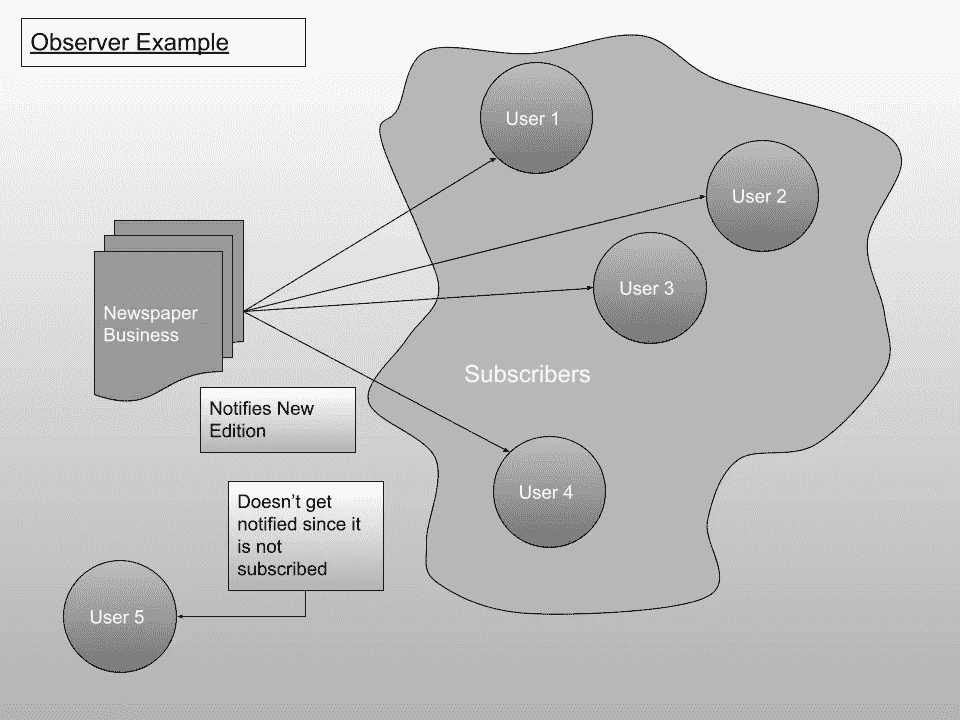 Observer Example
User 1
User 2
User 3
Newspaper
Business
Subscribers
Notifies New
Edition
User 4
Doesn’t get
notified since it
is not
subscribed
User 5